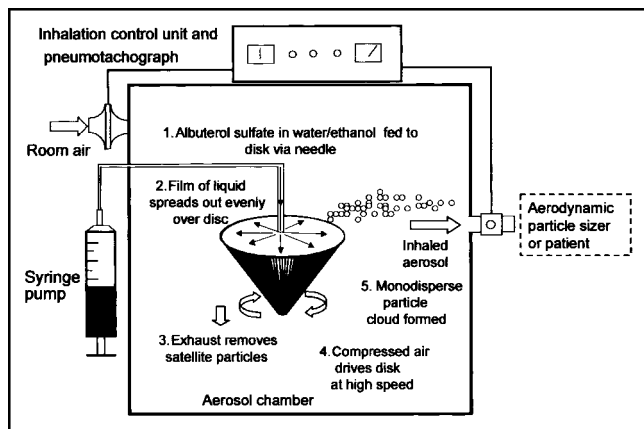 Inhalation control unit and
pneumotachograph
Room air
1. Albuterol sulfate in water/ethanol fed to
disk via needle
2. Film of liquid
spreads out evenly
over disc
Syringe
pump
Inhaled
aerosol
Aerodynamic
particle sizer
or patient
5. Monodisperse
particle
cloud formed
3. Exhaust removes
satellite particles
4. Compressed air
drives disk
at high speed
Aerosol chamber